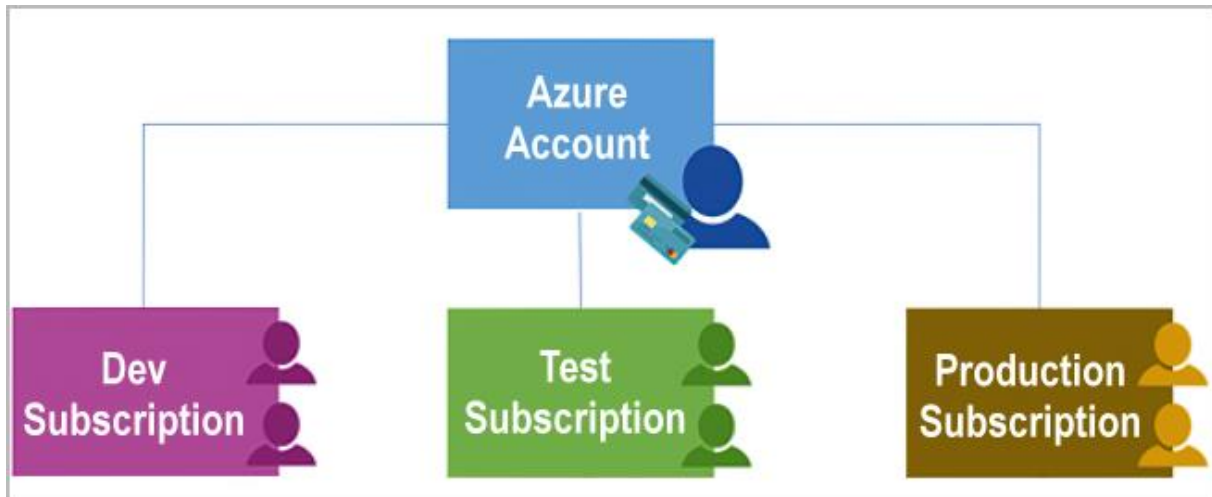 Azure
Account
Dev
Subscription
Test
Subscription
Production
Subscription